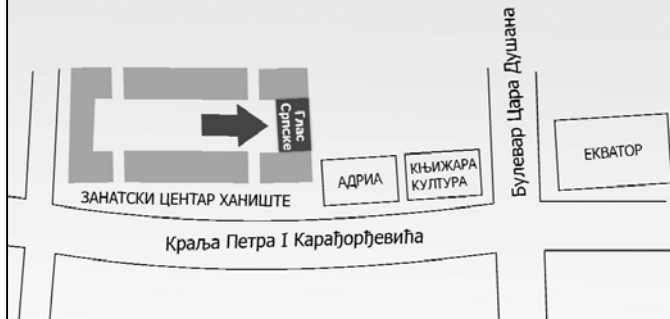 Глас
Српске
АДРИА
КЊИЖАРА
КУЛТУРА
Булевар Цара Душана
ЕКВАТОР
ЗАНАТСКИ ЦЕНТАР ХАНИШТЕ
Краља Петра I Карађорђевића